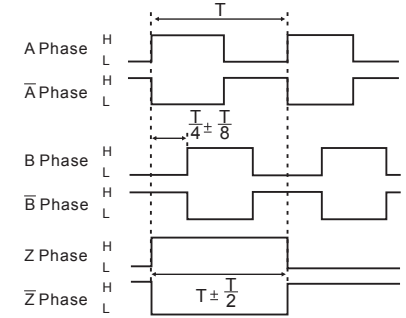 T
A Phase H
L
A̅ Phase H
L
T/4 ± T/8
B Phase H
L
B̅ Phase H
L
Z Phase H
L
T ± T/2
Z̅ Phase H
L